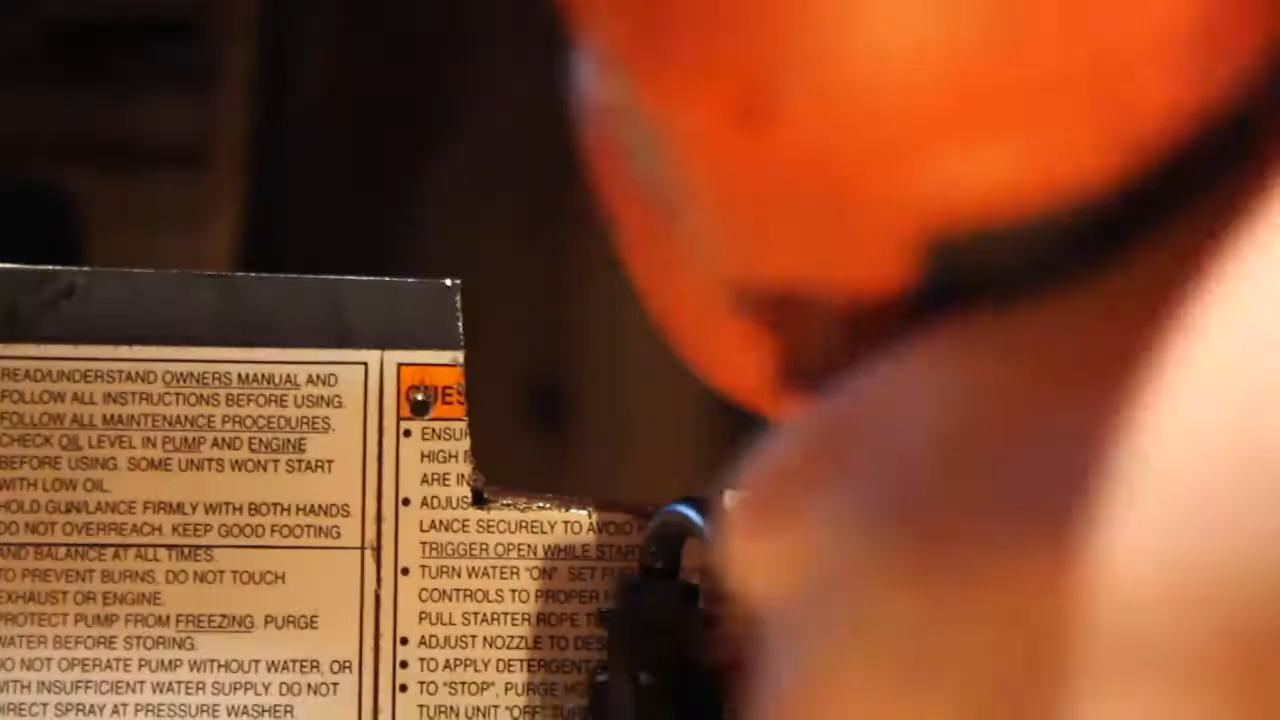 READ/UNDERSTAND OWNERS MANUAL AND
FOLLOW ALL INSTRUCTIONS BEFORE USING.
FOLLOW ALL MAINTENANCE PROCEDURES.
CHECK OIL LEVEL IN PUMP AND ENGINE
BEFORE USING. SOME UNITS WON'T START
WITH LOW OIL.
HOLD GUN/LANCE FIRMLY WITH BOTH HANDS.
DO NOT OVERREACH. KEEP GOOD FOOTING
AND BALANCE AT ALL TIMES.
TO PREVENT BURNS, DO NOT TOUCH
EXHAUST OR ENGINE.
PROTECT PUMP FROM FREEZING. PURGE
WATER BEFORE STORING.
DO NOT OPERATE PUMP WITHOUT WATER, OR
WITH INSUFFICIENT WATER SUPPLY. DO NOT
DIRECT SPRAY AT PRESSURE WASHER.
HIGH
ARE
LANCE SECURELY TO AVOID
TRIGGER OPEN WHILE
TURN WATER "ON". SET
CONTROLS TO PROPER
PULL STARTER ROPE
ADJUST NOZZLE TO
TO APPLY DETERGENT
TO "STOP", PURGE
TURN UNIT "OFF"